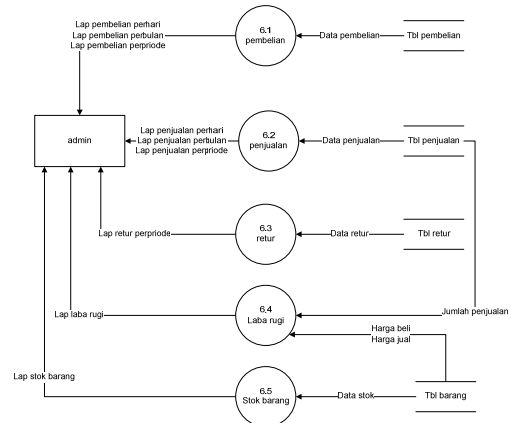 Lap pembelian perhari
Lap pembelian perbulan
Lap pembelian perpriode
6.1
pembelian
Data pembelian
Tbl pembelian
admin
Lap penjualan perhari
Lap penjualan perbulan
Lap penjualan perpriode
6.2
penjualan
Data penjualan
Tbl penjualan
Lap retur perpriode
6.3
retur
Data retur
Tbl retur
Lap laba rugi
6.4
Laba rugi
Jumlah penjualan
Harga beli
Harga jual
Lap stok barang
6.5
Stok barang
Data stok
Tbl barang